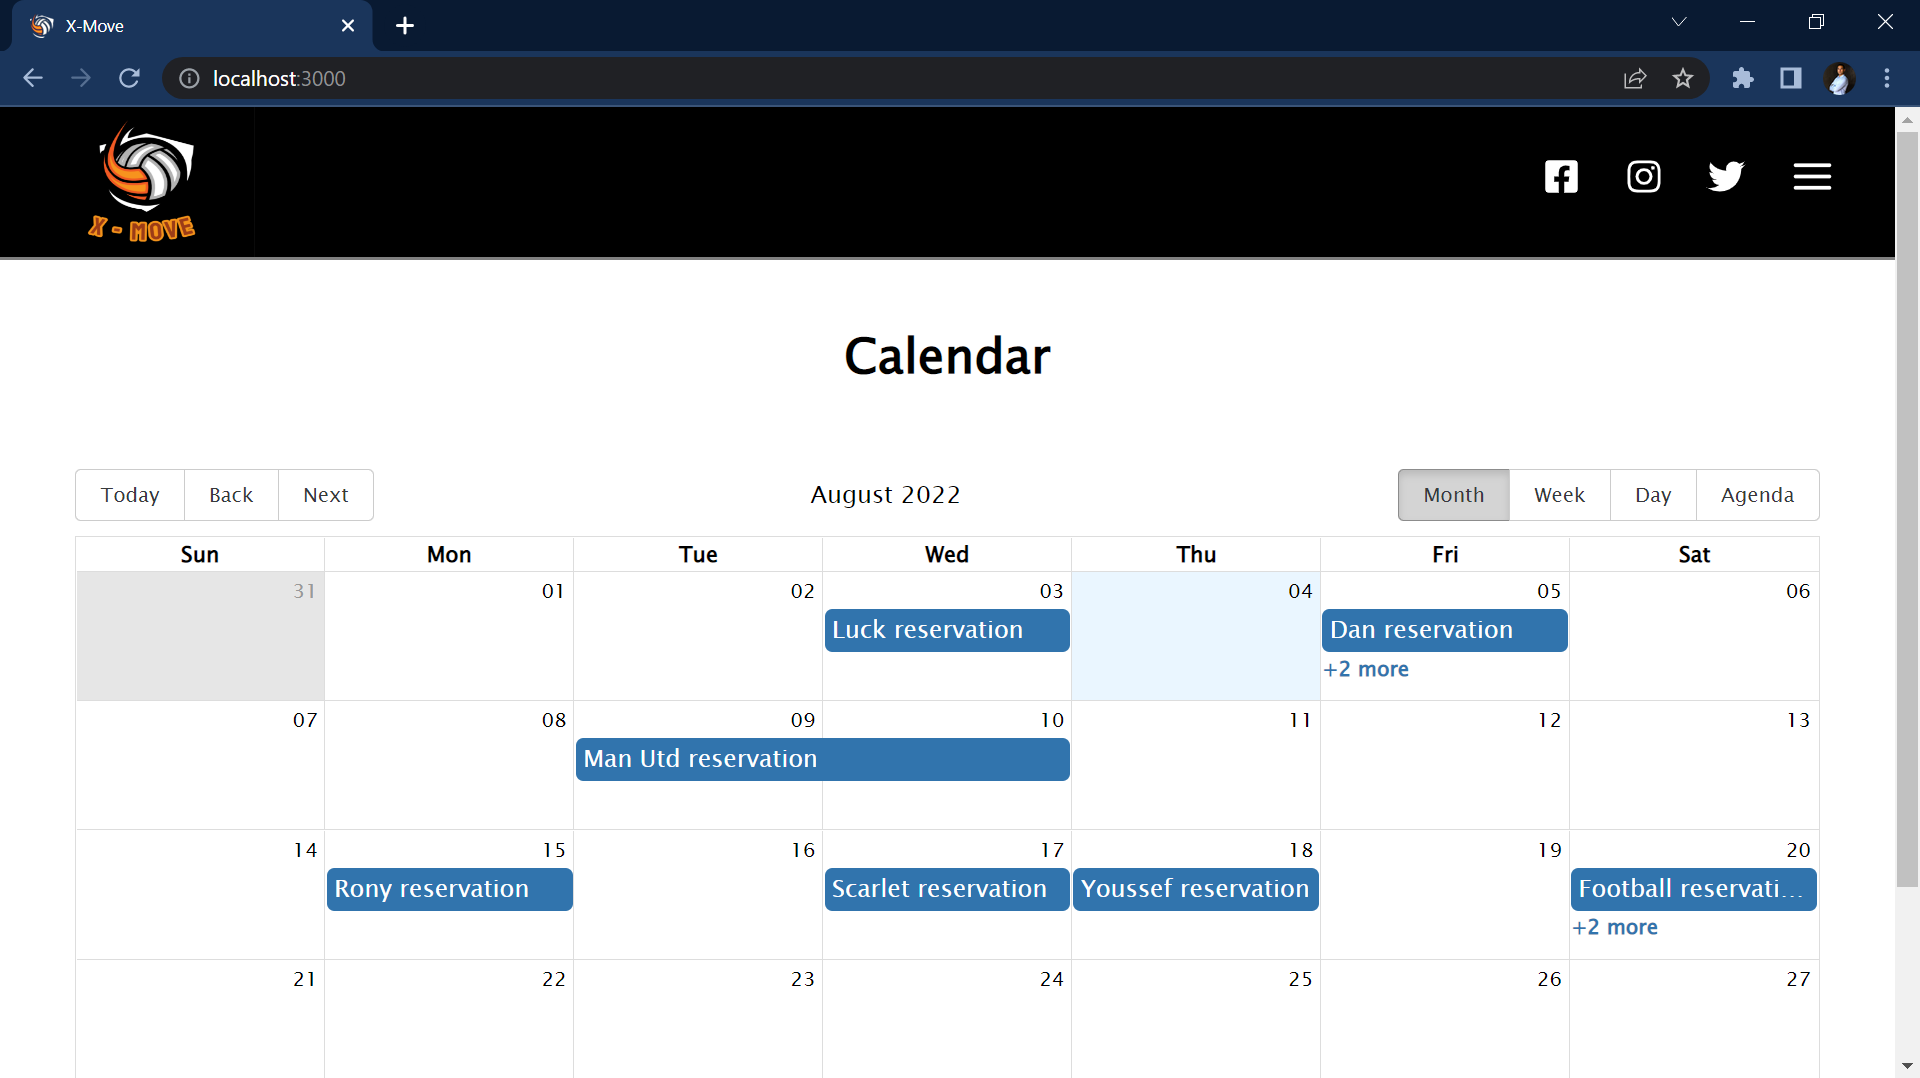 X-Move
localhost:3000
X - MOVE
Calendar
Today Back Next August 2022 Month Week Day Agenda
Sun Mon Tue Wed Thu Fri Sat
31 01 02 03 04 05 06
Luck reservation Dan reservation
+2 more
07 08 09 10 11 12 13
Man Utd reservation
14 15 16 17 18 19 20
Rony reservation Scarlet reservation Youssef reservation Football reservati...
+2 more
21 22 23 24 25 26 27